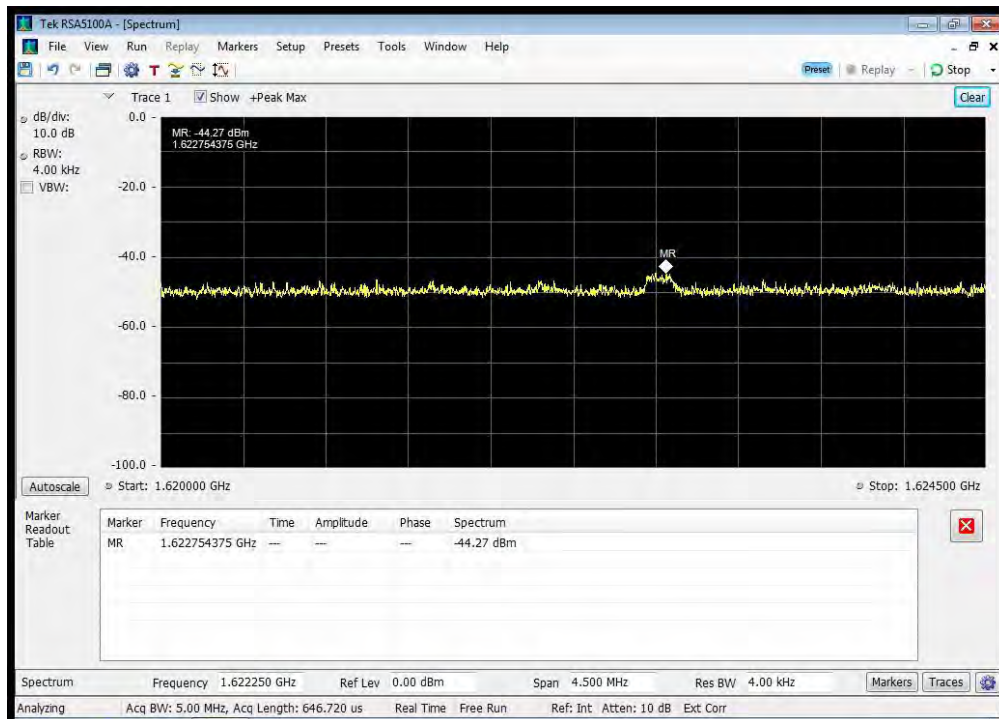 Tek RSA5100A - [Spectrum]
File View Run Replay Markers Setup Presets Tools Window Help
T Preset Replay Stop
Trace 1 Show +Peak Max Clear
dB/div:
10.0 dB
RBW:
4.00 kHz
VBW:
0.0
-20.0
-40.0
-60.0
-80.0
-100.0
MR: -44.27 dBm
1.622754375 GHz
MR
Autoscale Start: 1.620000 GHz Stop: 1.624500 GHz
Marker
Readout
Table
Marker Frequency Time Amplitude Phase Spectrum
MR 1.622754375 GHz --- --- --- -44.27 dBm
Spectrum Frequency 1.622250 GHz Ref Lev 0.00 dBm Span 4.500 MHz Res BW 4.00 kHz Markers Traces
Analyzing Acq BW: 5.00 MHz, Acq Length: 646.720 us Real Time Free Run Ref: Int Atten: 10 dB Ext Corr